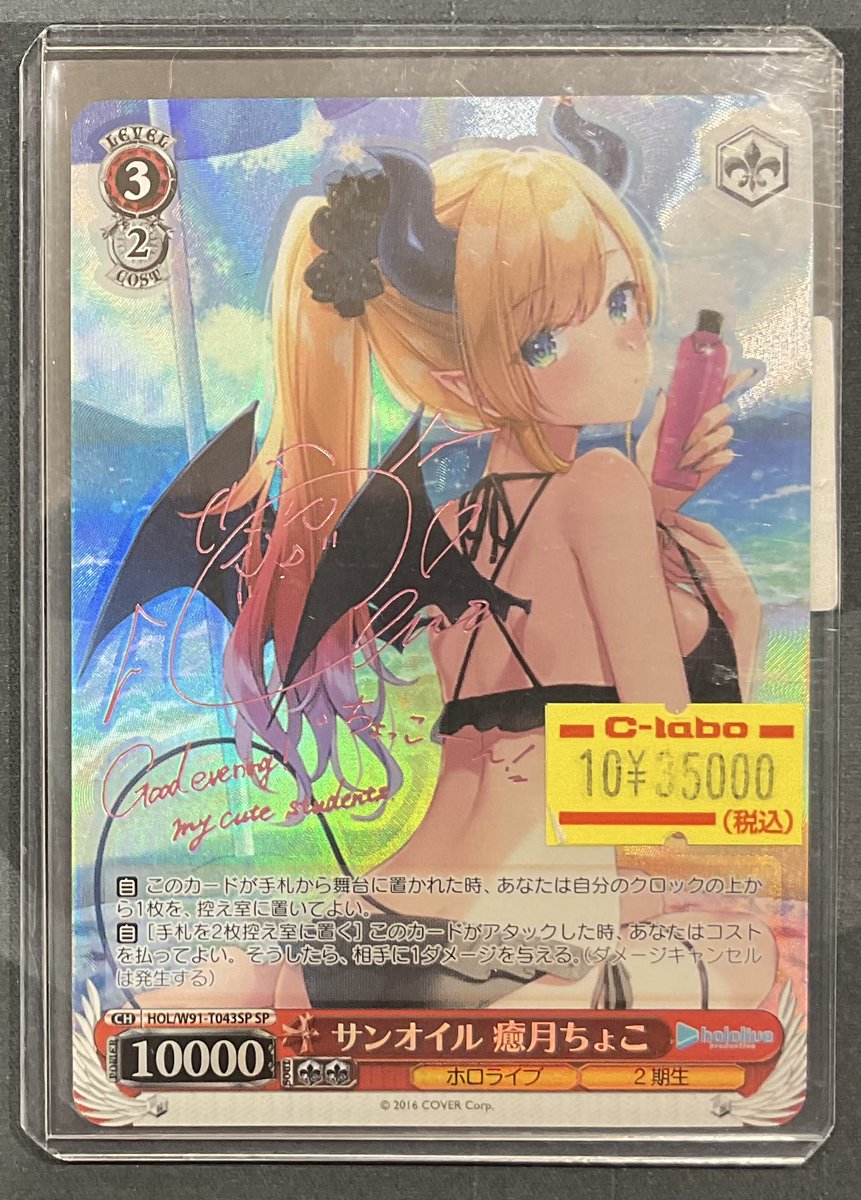 LEVEL
3
2
COST
Good evening!
my cute students
C-labo
10¥35000
(税込)
自 このカードが手札から舞台に置かれた時、あなたは自分のクロックの上か
ら1枚を、控え室に置いてよい。
自 [手札を2枚控え室に置く] このカードがアタックした時、あなたはコスト
を払ってよい。そうしたら、相手に1ダメージを与える。(ダメージキャンセル
は発生する)
CH HOL/W91-T043SP SP
サンオイル 癒月ちょこ
hololive
production
POWER
10000
SOUL
ホロライブ
2期生
© 2016 COVER Corp.